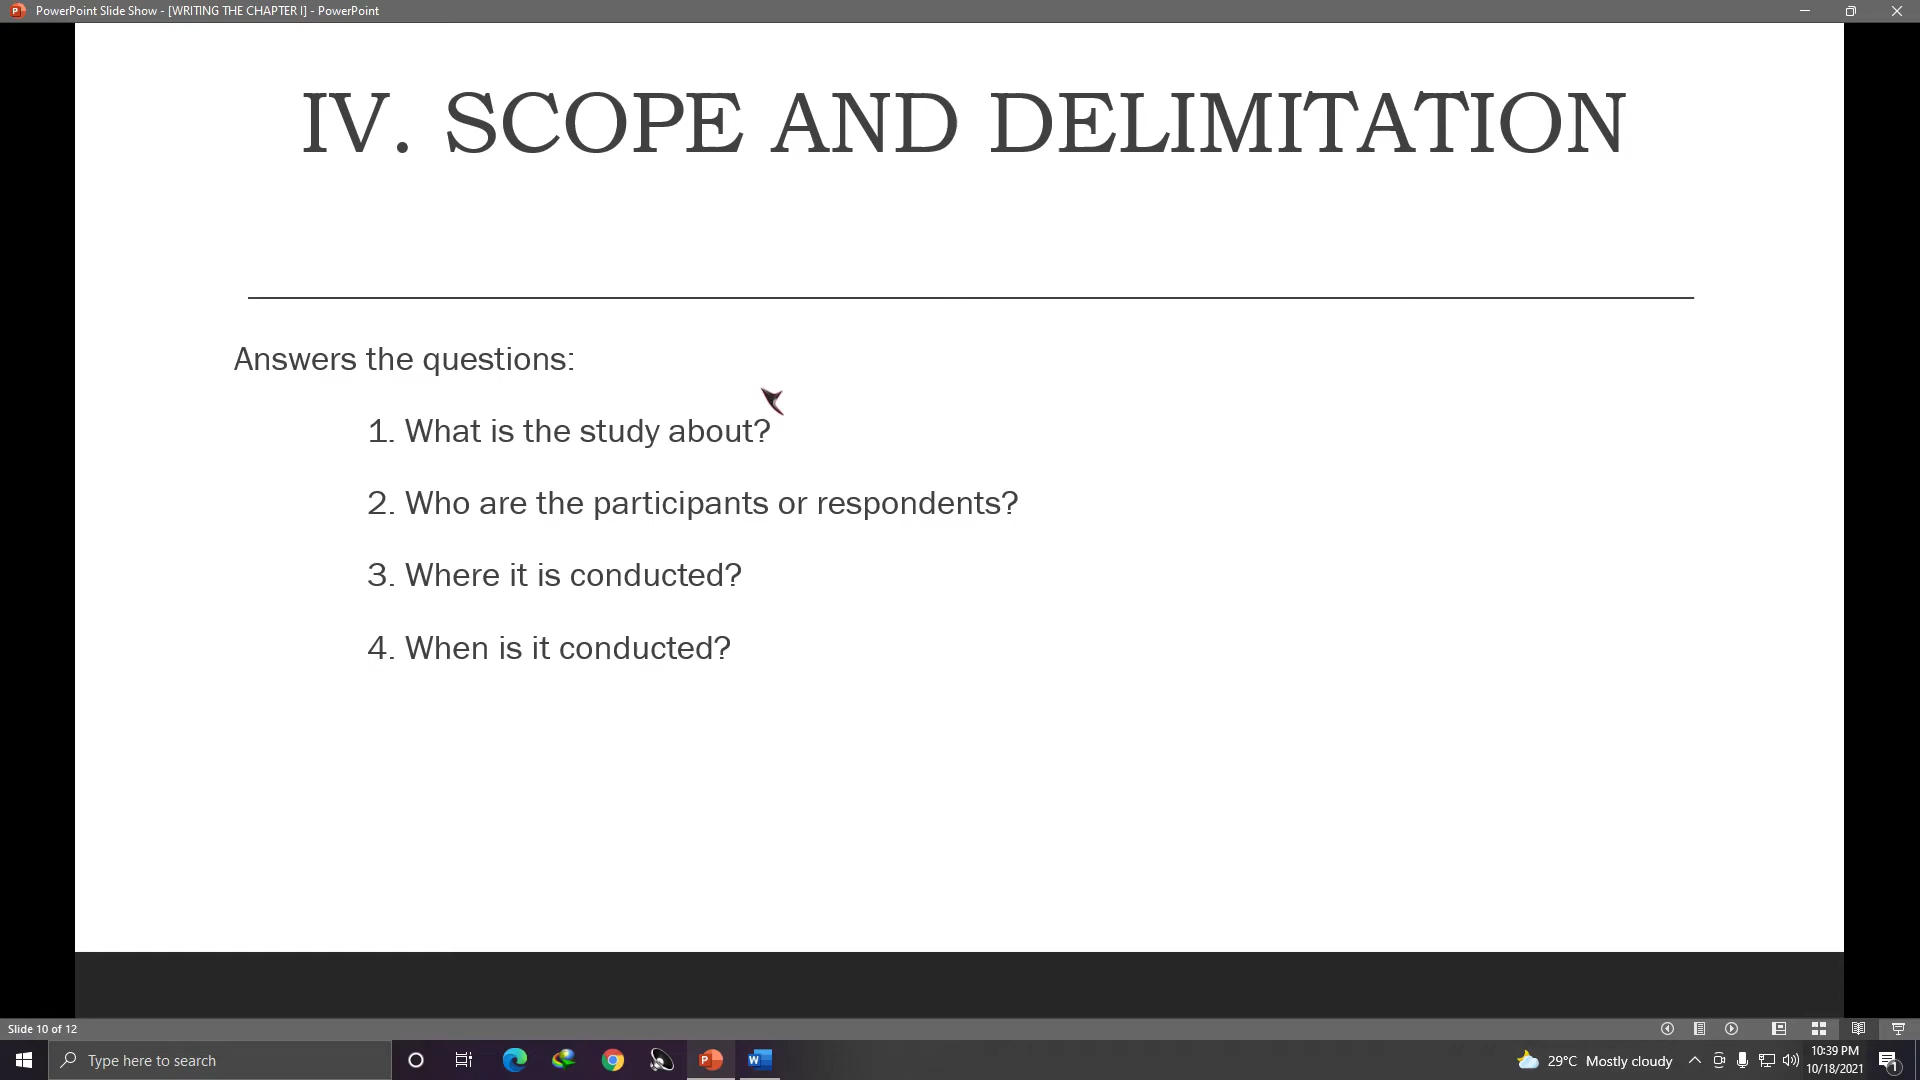 PowerPoint Slide Show - [WRITING THE CHAPTER I] - PowerPoint
IV. SCOPE AND DELIMITATION
Answers the questions:
1. What is the study about?
2. Who are the participants or respondents?
3. Where it is conducted?
4. When is it conducted?
Slide 10 of 12
Type here to search
29°C Mostly cloudy
10:39 PM
10/18/2021
1